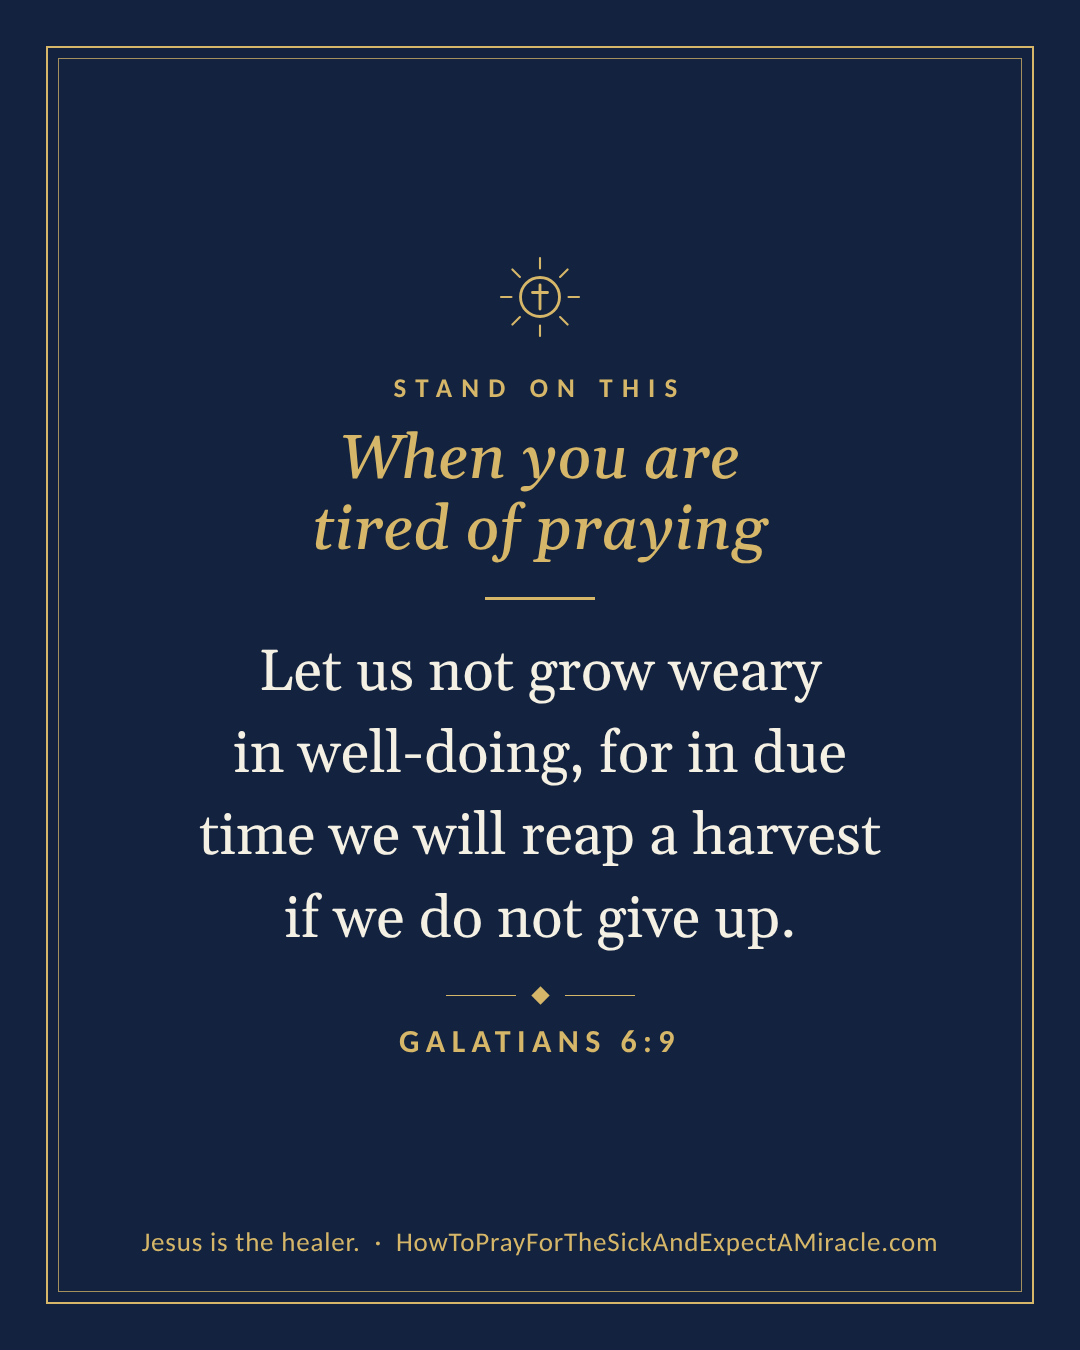 STAND ON THIS
When you are
tired of praying
Let us not grow weary
in well-doing, for in due
time we will reap a harvest
if we do not give up.
GALATIANS 6:9
Jesus is the healer. · HowToPrayForTheSickAndExpectAMiracle.com